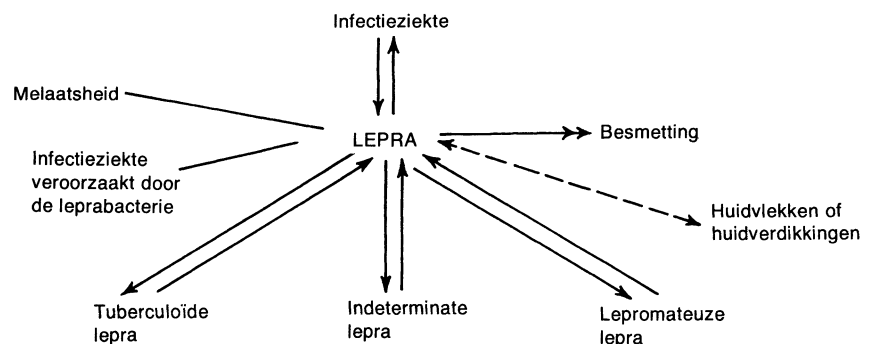 Infectieziekte
Melaatsheid
LEPRA
Besmetting
Infectieziekte
veroorzaakt door
de leprabacterie
Huidvlekken of
huidverdikkingen
Tuberculoïde
lepra
Indeterminate
lepra
Lepromateuze
lepra